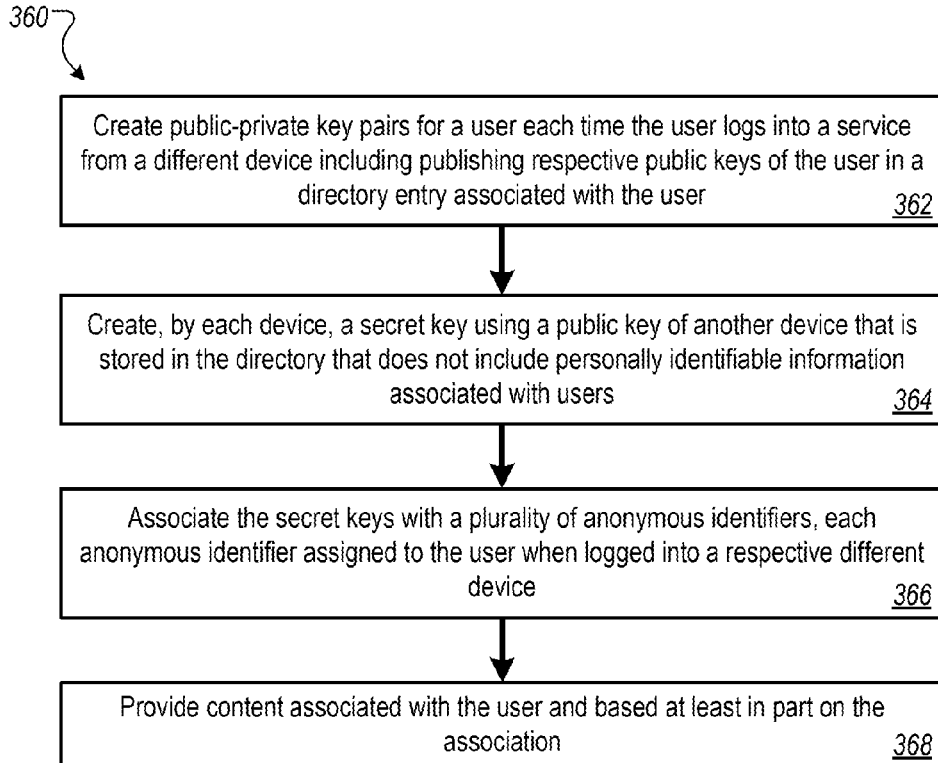 360
Create public-private key pairs for a user each time the user logs into a service
from a different device including publishing respective public keys of the user in a
directory entry associated with the user
362
Create, by each device, a secret key using a public key of another device that is
stored in the directory that does not include personally identifiable information
associated with users
364
Associate the secret keys with a plurality of anonymous identifiers, each
anonymous identifier assigned to the user when logged into a respective different
device
366
Provide content associated with the user and based at least in part on the
association
368